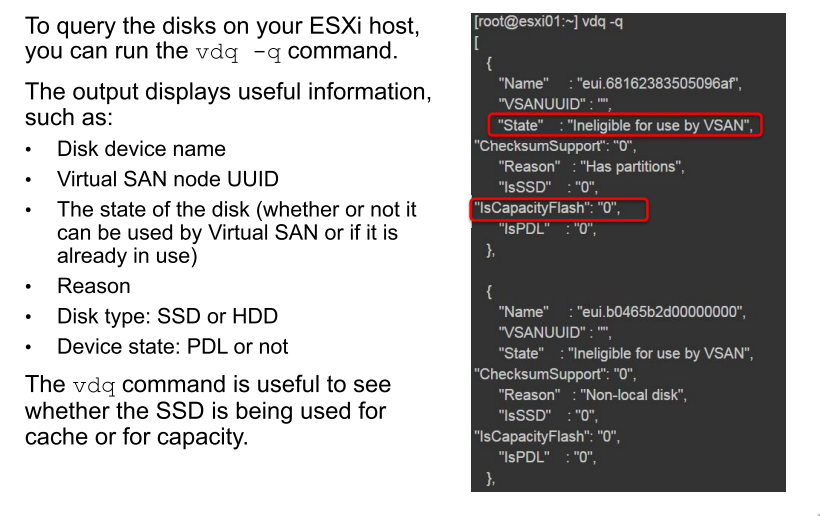 To query the disks on your ESXi host,
you can run the vdq -q command.
The output displays useful information,
such as:
• Disk device name
• Virtual SAN node UUID
• The state of the disk (whether or not it
can be used by Virtual SAN or if it is
already in use)
• Reason
• Disk type: SSD or HDD
• Device state: PDL or not
The vdq command is useful to see
whether the SSD is being used for
cache or for capacity.
[root@esxi01:~] vdq -q
[
{
"Name" : "eui.68162383505096af",
"VSANUUID" : "",
"State" : "Ineligible for use by VSAN",
"ChecksumSupport": "0",
"Reason" : "Has partitions",
"IsSSD" : "0",
"IsCapacityFlash": "0",
"IsPDL" : "0",
},
{
"Name" : "eui.b0465b2d00000000",
"VSANUUID" : "",
"State" : "Ineligible for use by VSAN",
"ChecksumSupport": "0",
"Reason" : "Non-local disk",
"IsSSD" : "0",
"IsCapacityFlash": "0",
"IsPDL" : "0",
},